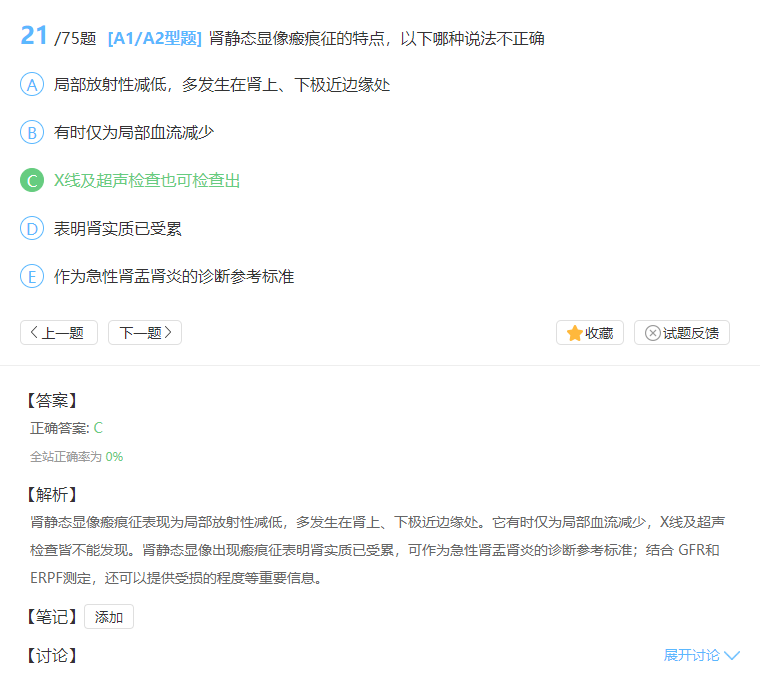 21 /75题 [A1/A2型题] 肾静态显像瘢痕征的特点，以下哪种说法不正确
A 局部放射性减低，多发生在肾上、下极近边缘处
B 有时仅为局部血流减少
C X线及超声检查也可检查出
D 表明肾实质已受累
E 作为急性肾盂肾炎的诊断参考标准
上一题 下一题 收藏 试题反馈
【答案】
正确答案: C
全站正确率为 0%
【解析】
肾静态显像瘢痕征表现为局部放射性减低，多发生在肾上、下极近边缘处。它有时仅为局部血流减少，X线及超声
检查皆不能发现。肾静态显像出现瘢痕征表明肾实质已受累，可作为急性肾盂肾炎的诊断参考标准；结合 GFR和
ERPF测定，还可以提供受损的程度等重要信息。
【笔记】 添加
【讨论】 展开讨论